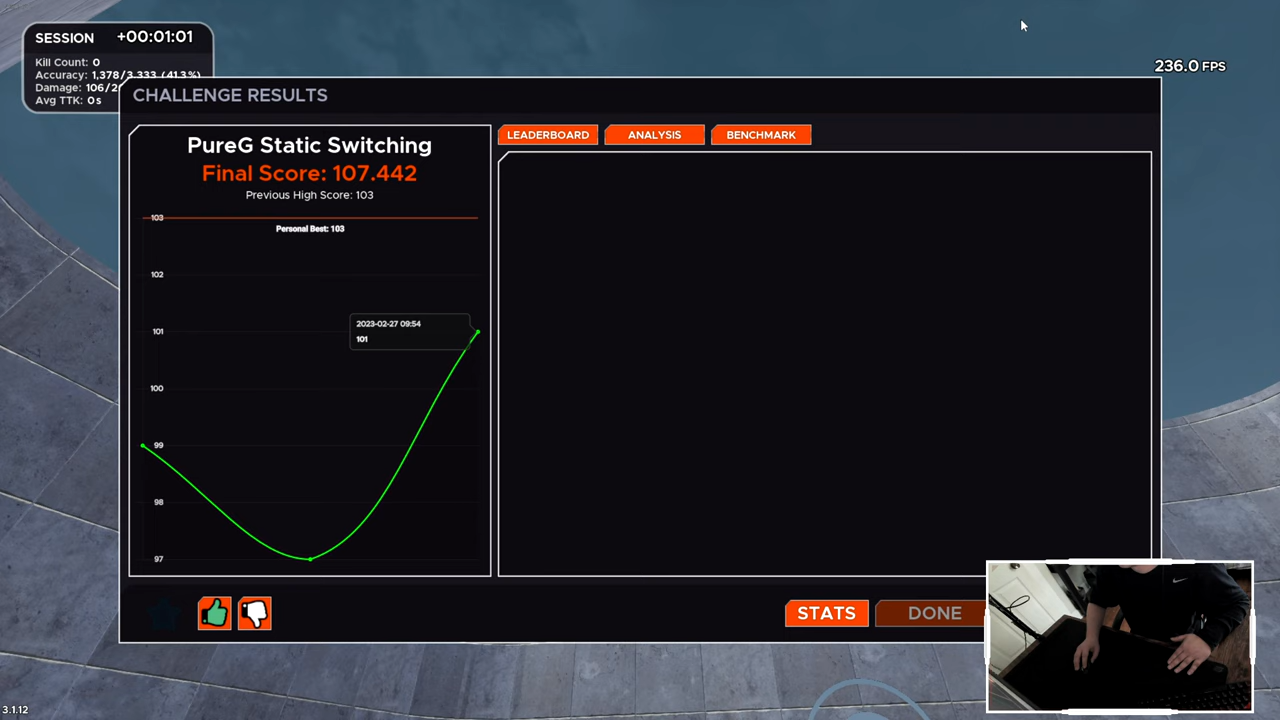 SESSION +00:01:01
Kill Count: 0
Accuracy: 1,378/3,333 (41.3%)
Damage: 106/2
Avg TTK: 0s
236.0 FPS
CHALLENGE RESULTS
PureG Static Switching
Final Score: 107.442
Previous High Score: 103
LEADERBOARD ANALYSIS BENCHMARK
103
Personal Best: 103
102
2023-02-27 09:54
101
101
100
99
98
97
STATS DONE
3.1.12